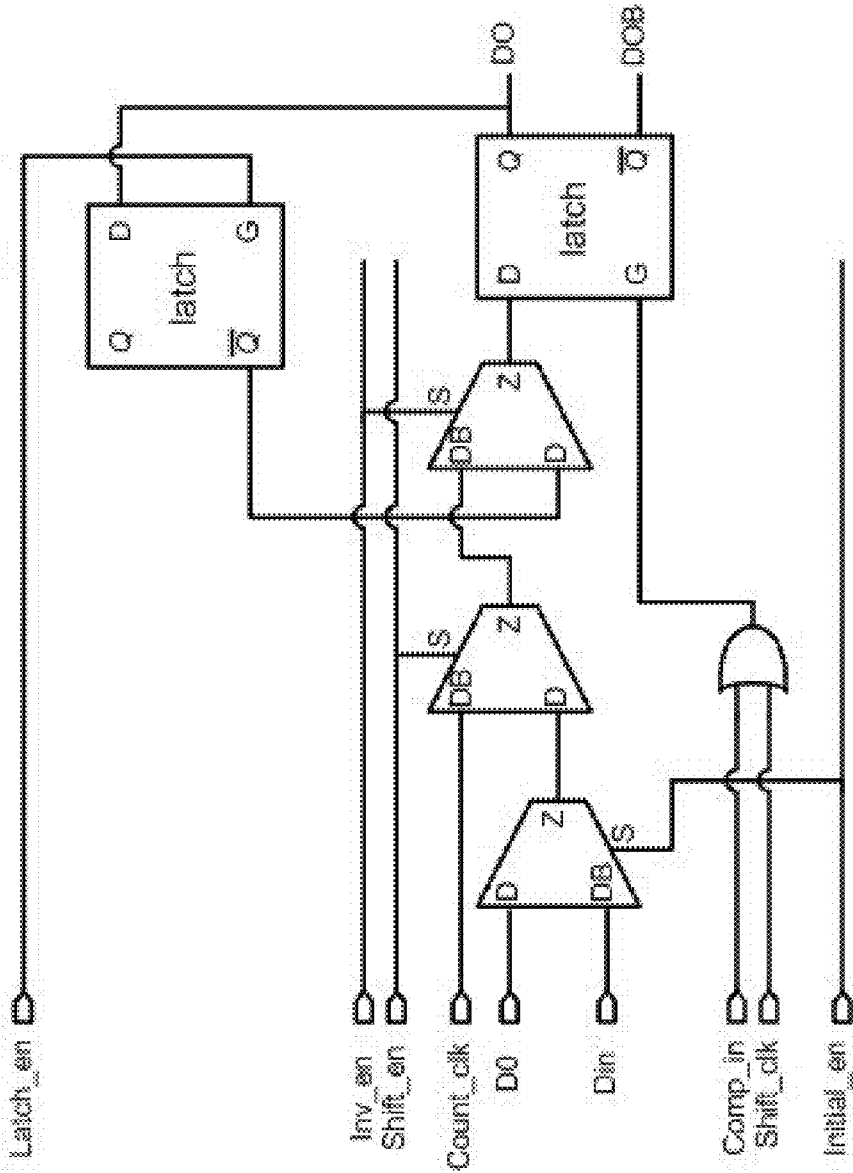 Latch_en
Q D
latch
Q̅ G
Inv_en
Shift_en
S S
Count_clk DB DB
D0 D Z Z D Q DO
Z D D
latch
Din DB G Q̅ DOB
S
Comp_in
Shift_clk
Initial_en